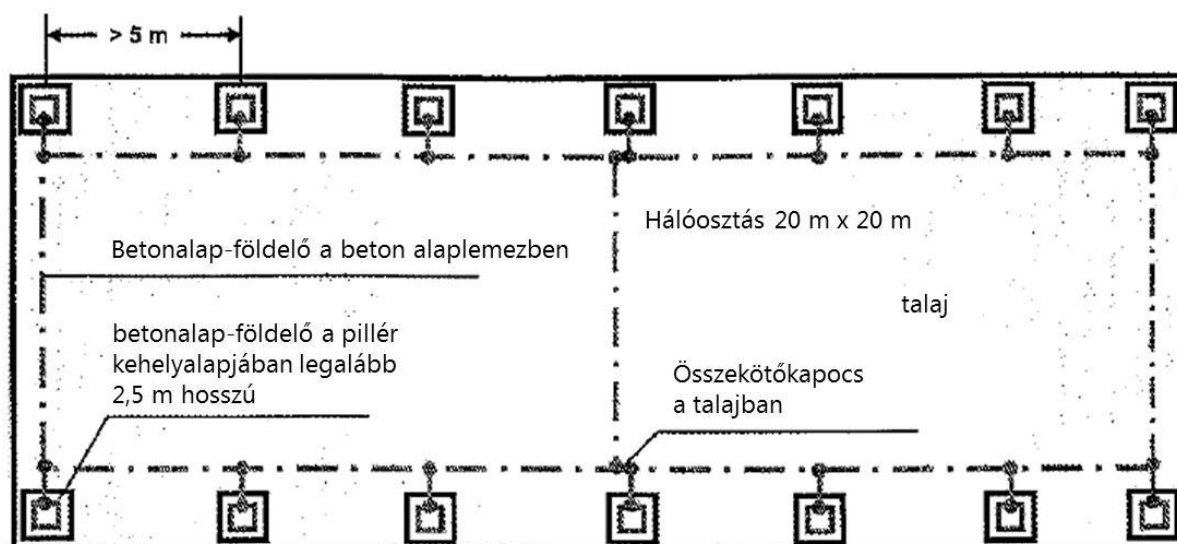 > 5 m
Hálóosztás 20 m x 20 m
Betonalap-földelő a beton alaplemezben
talaj
betonalap-földelő a pillér
kehelyalapjában legalább
2,5 m hosszú
Összekötőkapocs
a talajban